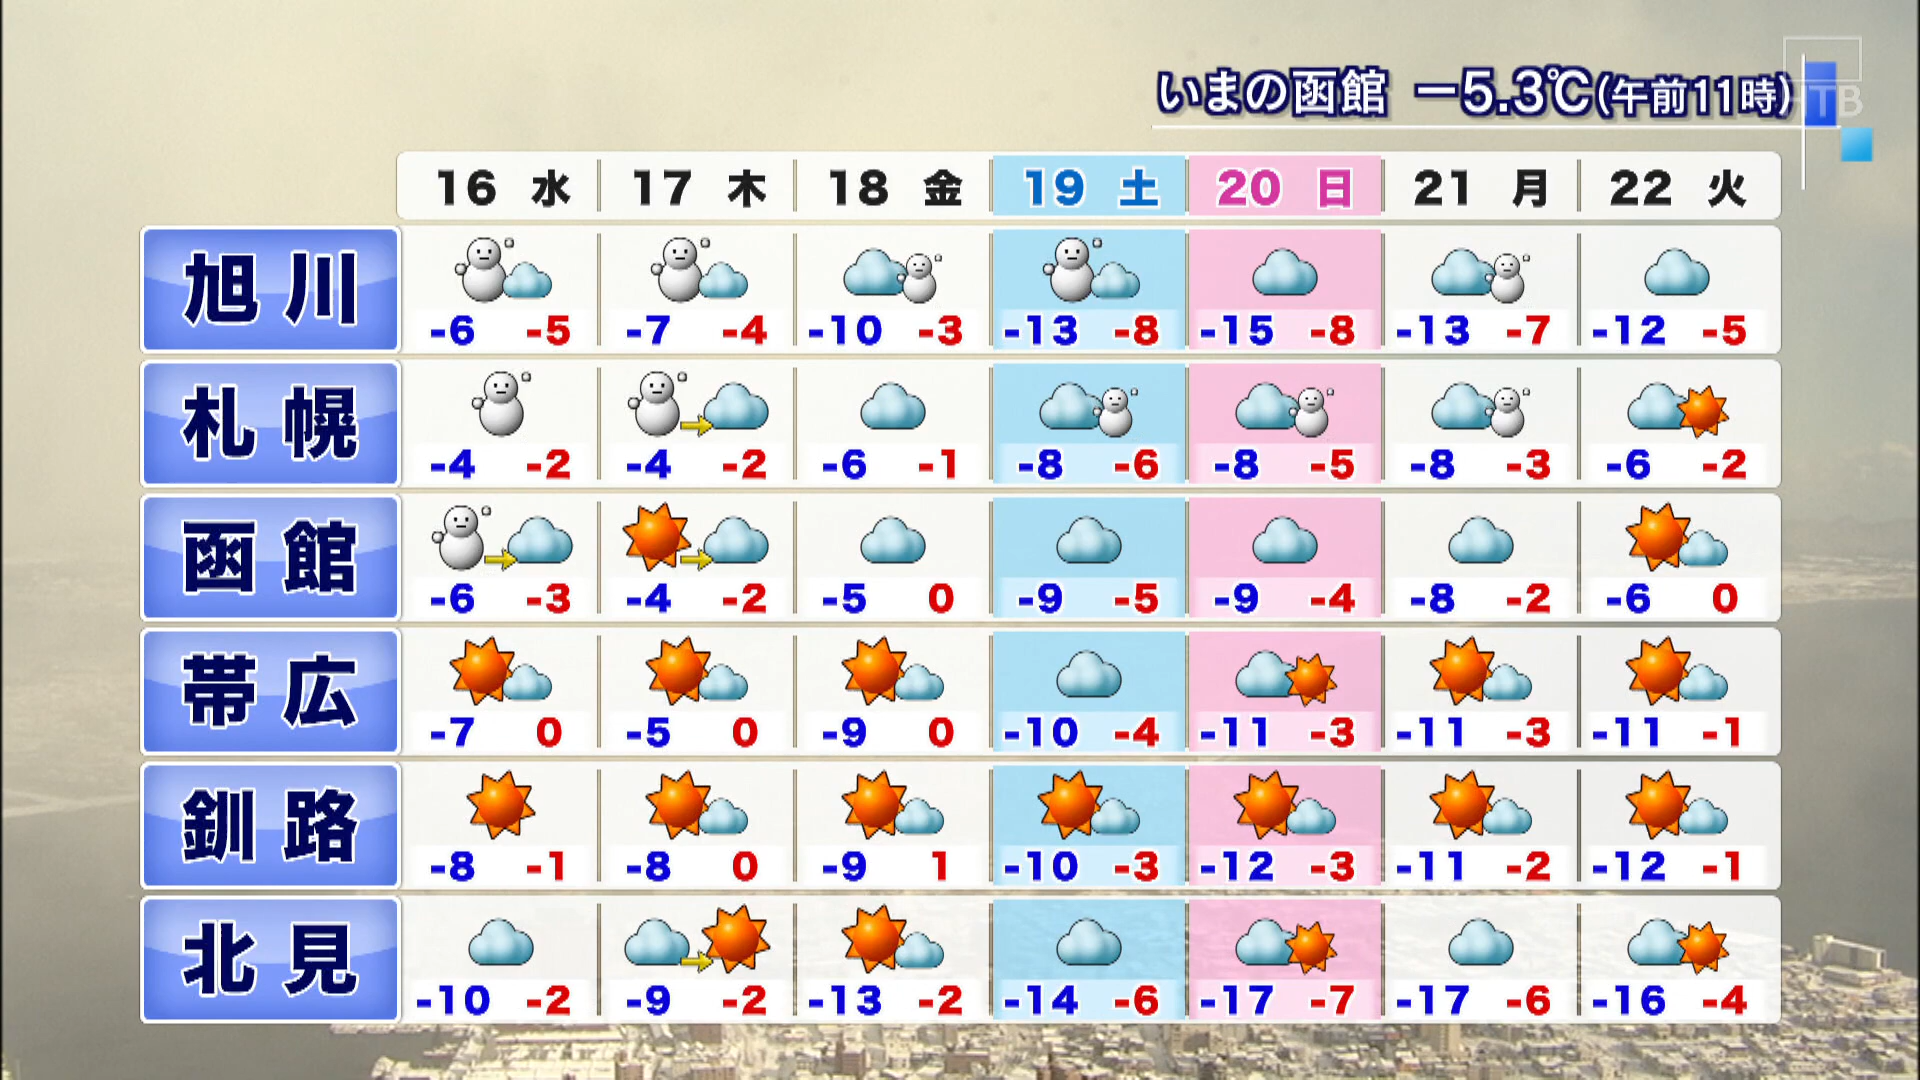 いまの函館 -5.3℃(午前11時)
HTB
16 水 17 木 18 金 19 土 20 日 21 月 22 火
旭川 -6 -5 -7 -4 -10 -3 -13 -8 -15 -8 -13 -7 -12 -5
札幌 -4 -2 -4 -2 -6 -1 -8 -6 -8 -5 -8 -3 -6 -2
函館 -6 -3 -4 -2 -5 0 -9 -5 -9 -4 -8 -2 -6 0
帯広 -7 0 -5 0 -9 0 -10 -4 -11 -3 -11 -3 -11 -1
釧路 -8 -1 -8 0 -9 1 -10 -3 -12 -3 -11 -2 -12 -1
北見 -10 -2 -9 -2 -13 -2 -14 -6 -17 -7 -17 -6 -16 -4